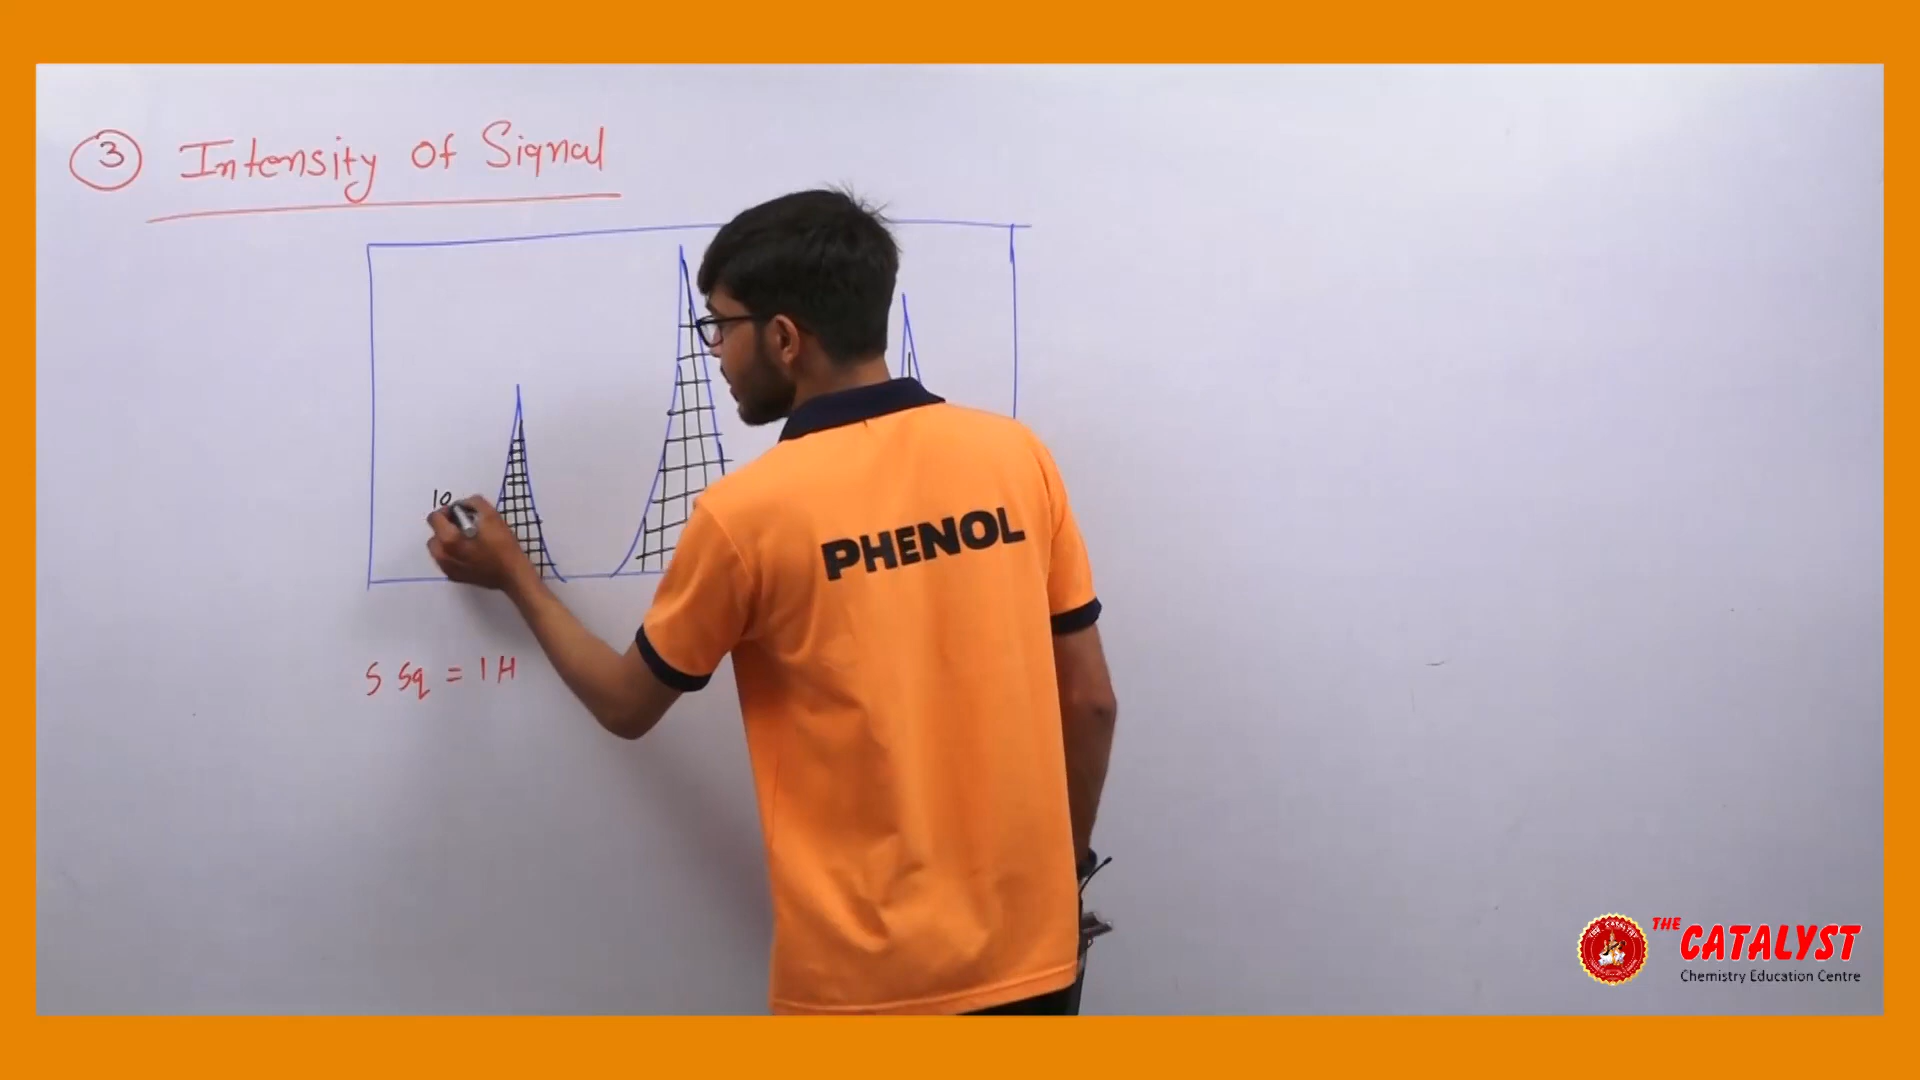 3 Intensity Of Signal
10
5 Sq = 1 H
PHENOL
THE CATALYST
Chemistry Education Centre